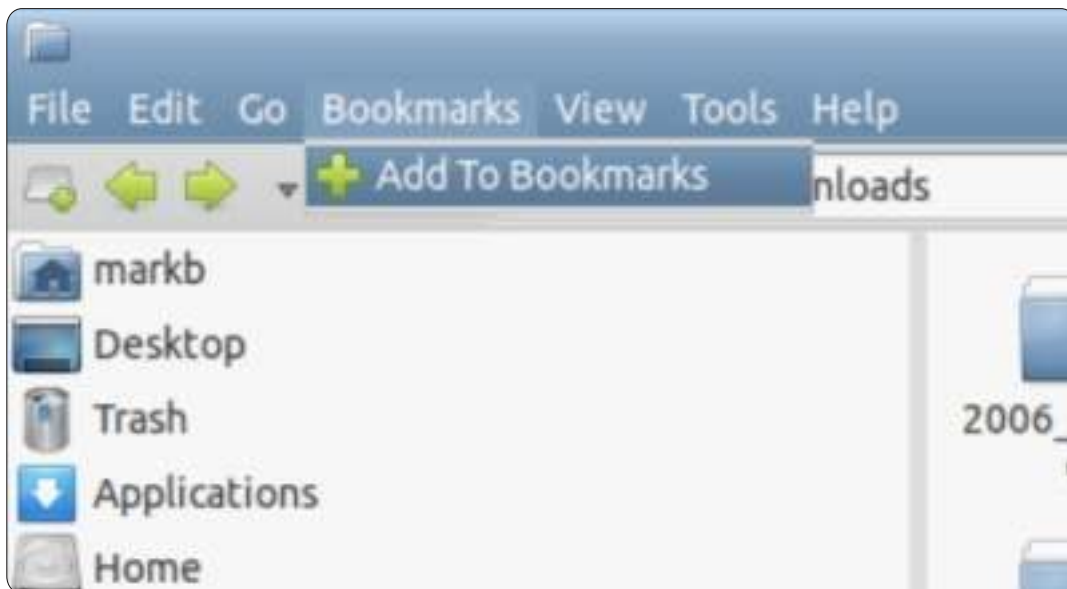 File Edit Go Bookmarks View Tools Help
Add To Bookmarks
nloads
markb
Desktop
Trash
Applications
Home
2006_